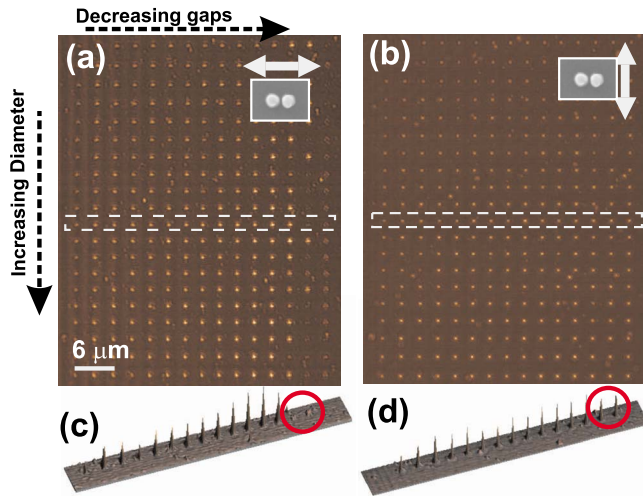 Decreasing gaps
(a)
(b)
Increasing Diameter
6 μm
(c)
(d)